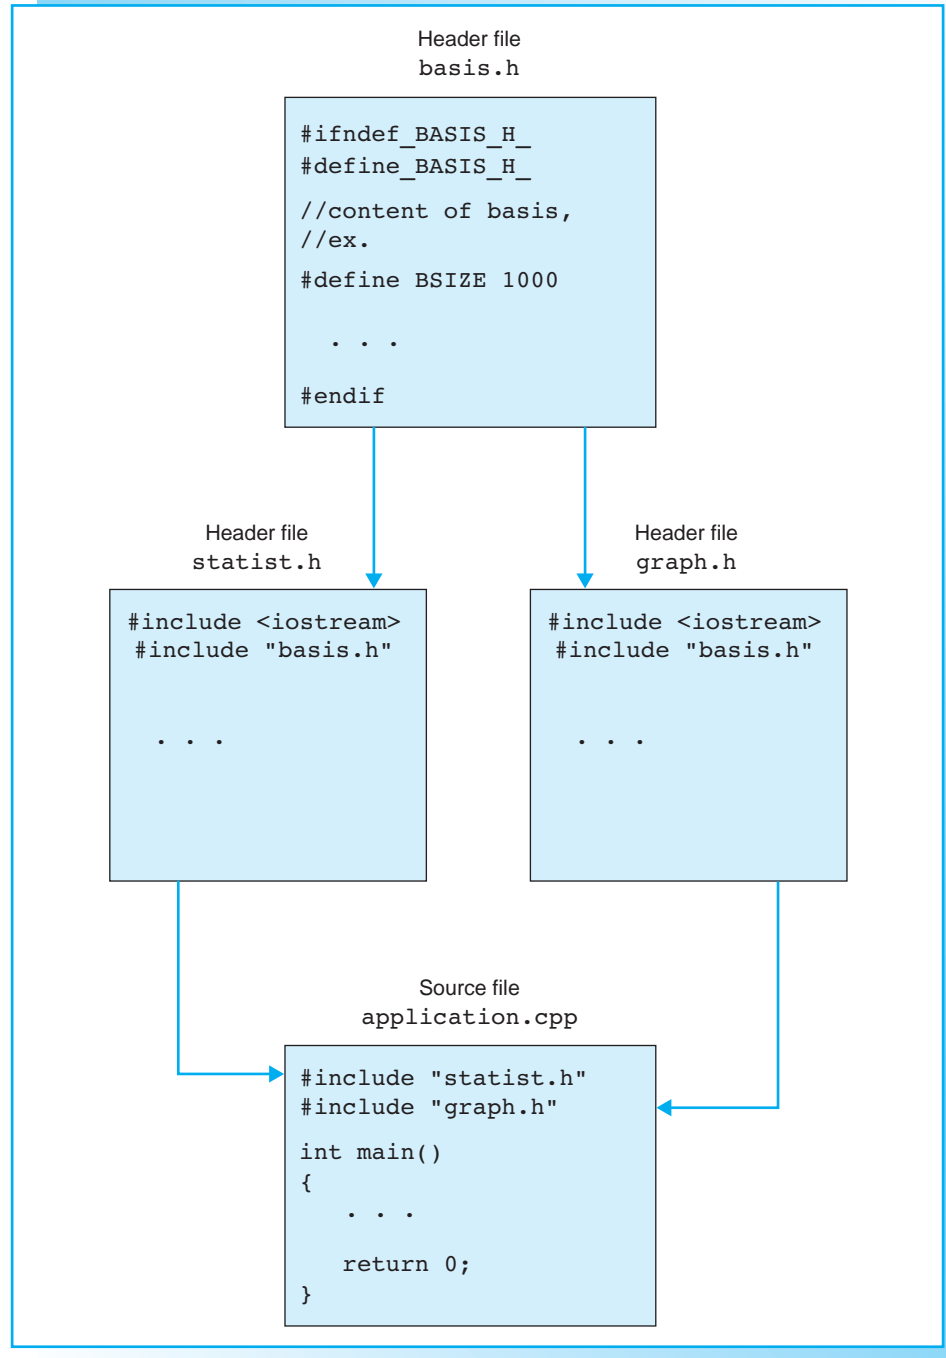 Header file
basis.h
#ifndef_BASIS_H_
#define_BASIS_H_
//content of basis,
//ex.
#define BSIZE 1000
. . .
#endif
Header file
statist.h
#include <iostream>
#include "basis.h"
. . .
Header file
graph.h
#include <iostream>
#include "basis.h"
. . .
Source file
application.cpp
#include "statist.h"
#include "graph.h"
int main()
{
. . .
return 0;
}